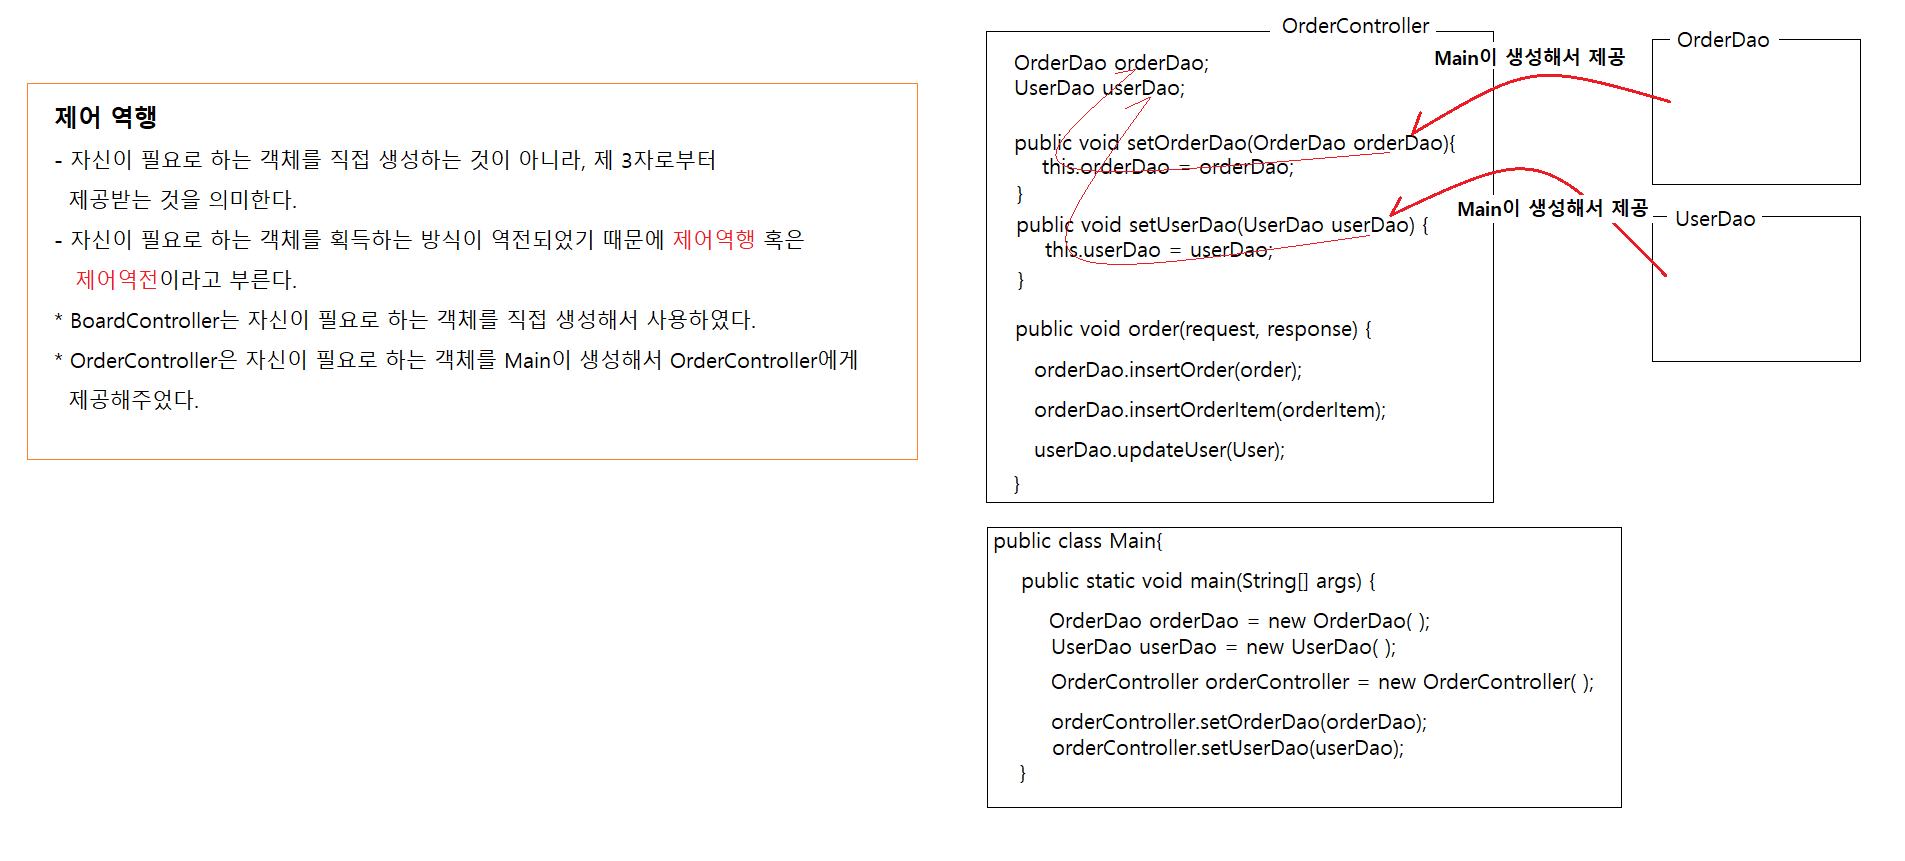 제어 역행
- 자신이 필요로 하는 객체를 직접 생성하는 것이 아니라, 제 3자로부터
제공받는 것을 의미한다.
- 자신이 필요로 하는 객체를 획득하는 방식이 역전되었기 때문에 제어역행 혹은
제어역전이라고 부른다.
* BoardController는 자신이 필요로 하는 객체를 직접 생성해서 사용하였다.
* OrderController은 자신이 필요로 하는 객체를 Main이 생성해서 OrderController에게
제공해주었다.
OrderController
OrderDao orderDao;
UserDao userDao;
public void setOrderDao(OrderDao orderDao){
this.orderDao = orderDao;
}
public void setUserDao(UserDao userDao) {
this.userDao = userDao;
}
public void order(request, response) {
orderDao.insertOrder(order);
orderDao.insertOrderItem(orderItem);
userDao.updateUser(User);
}
Main이 생성해서 제공
OrderDao
Main이 생성해서 제공
UserDao
public class Main{
public static void main(String[] args) {
OrderDao orderDao = new OrderDao( );
UserDao userDao = new UserDao( );
OrderController orderController = new OrderController( );
orderController.setOrderDao(orderDao);
orderController.setUserDao(userDao);
}